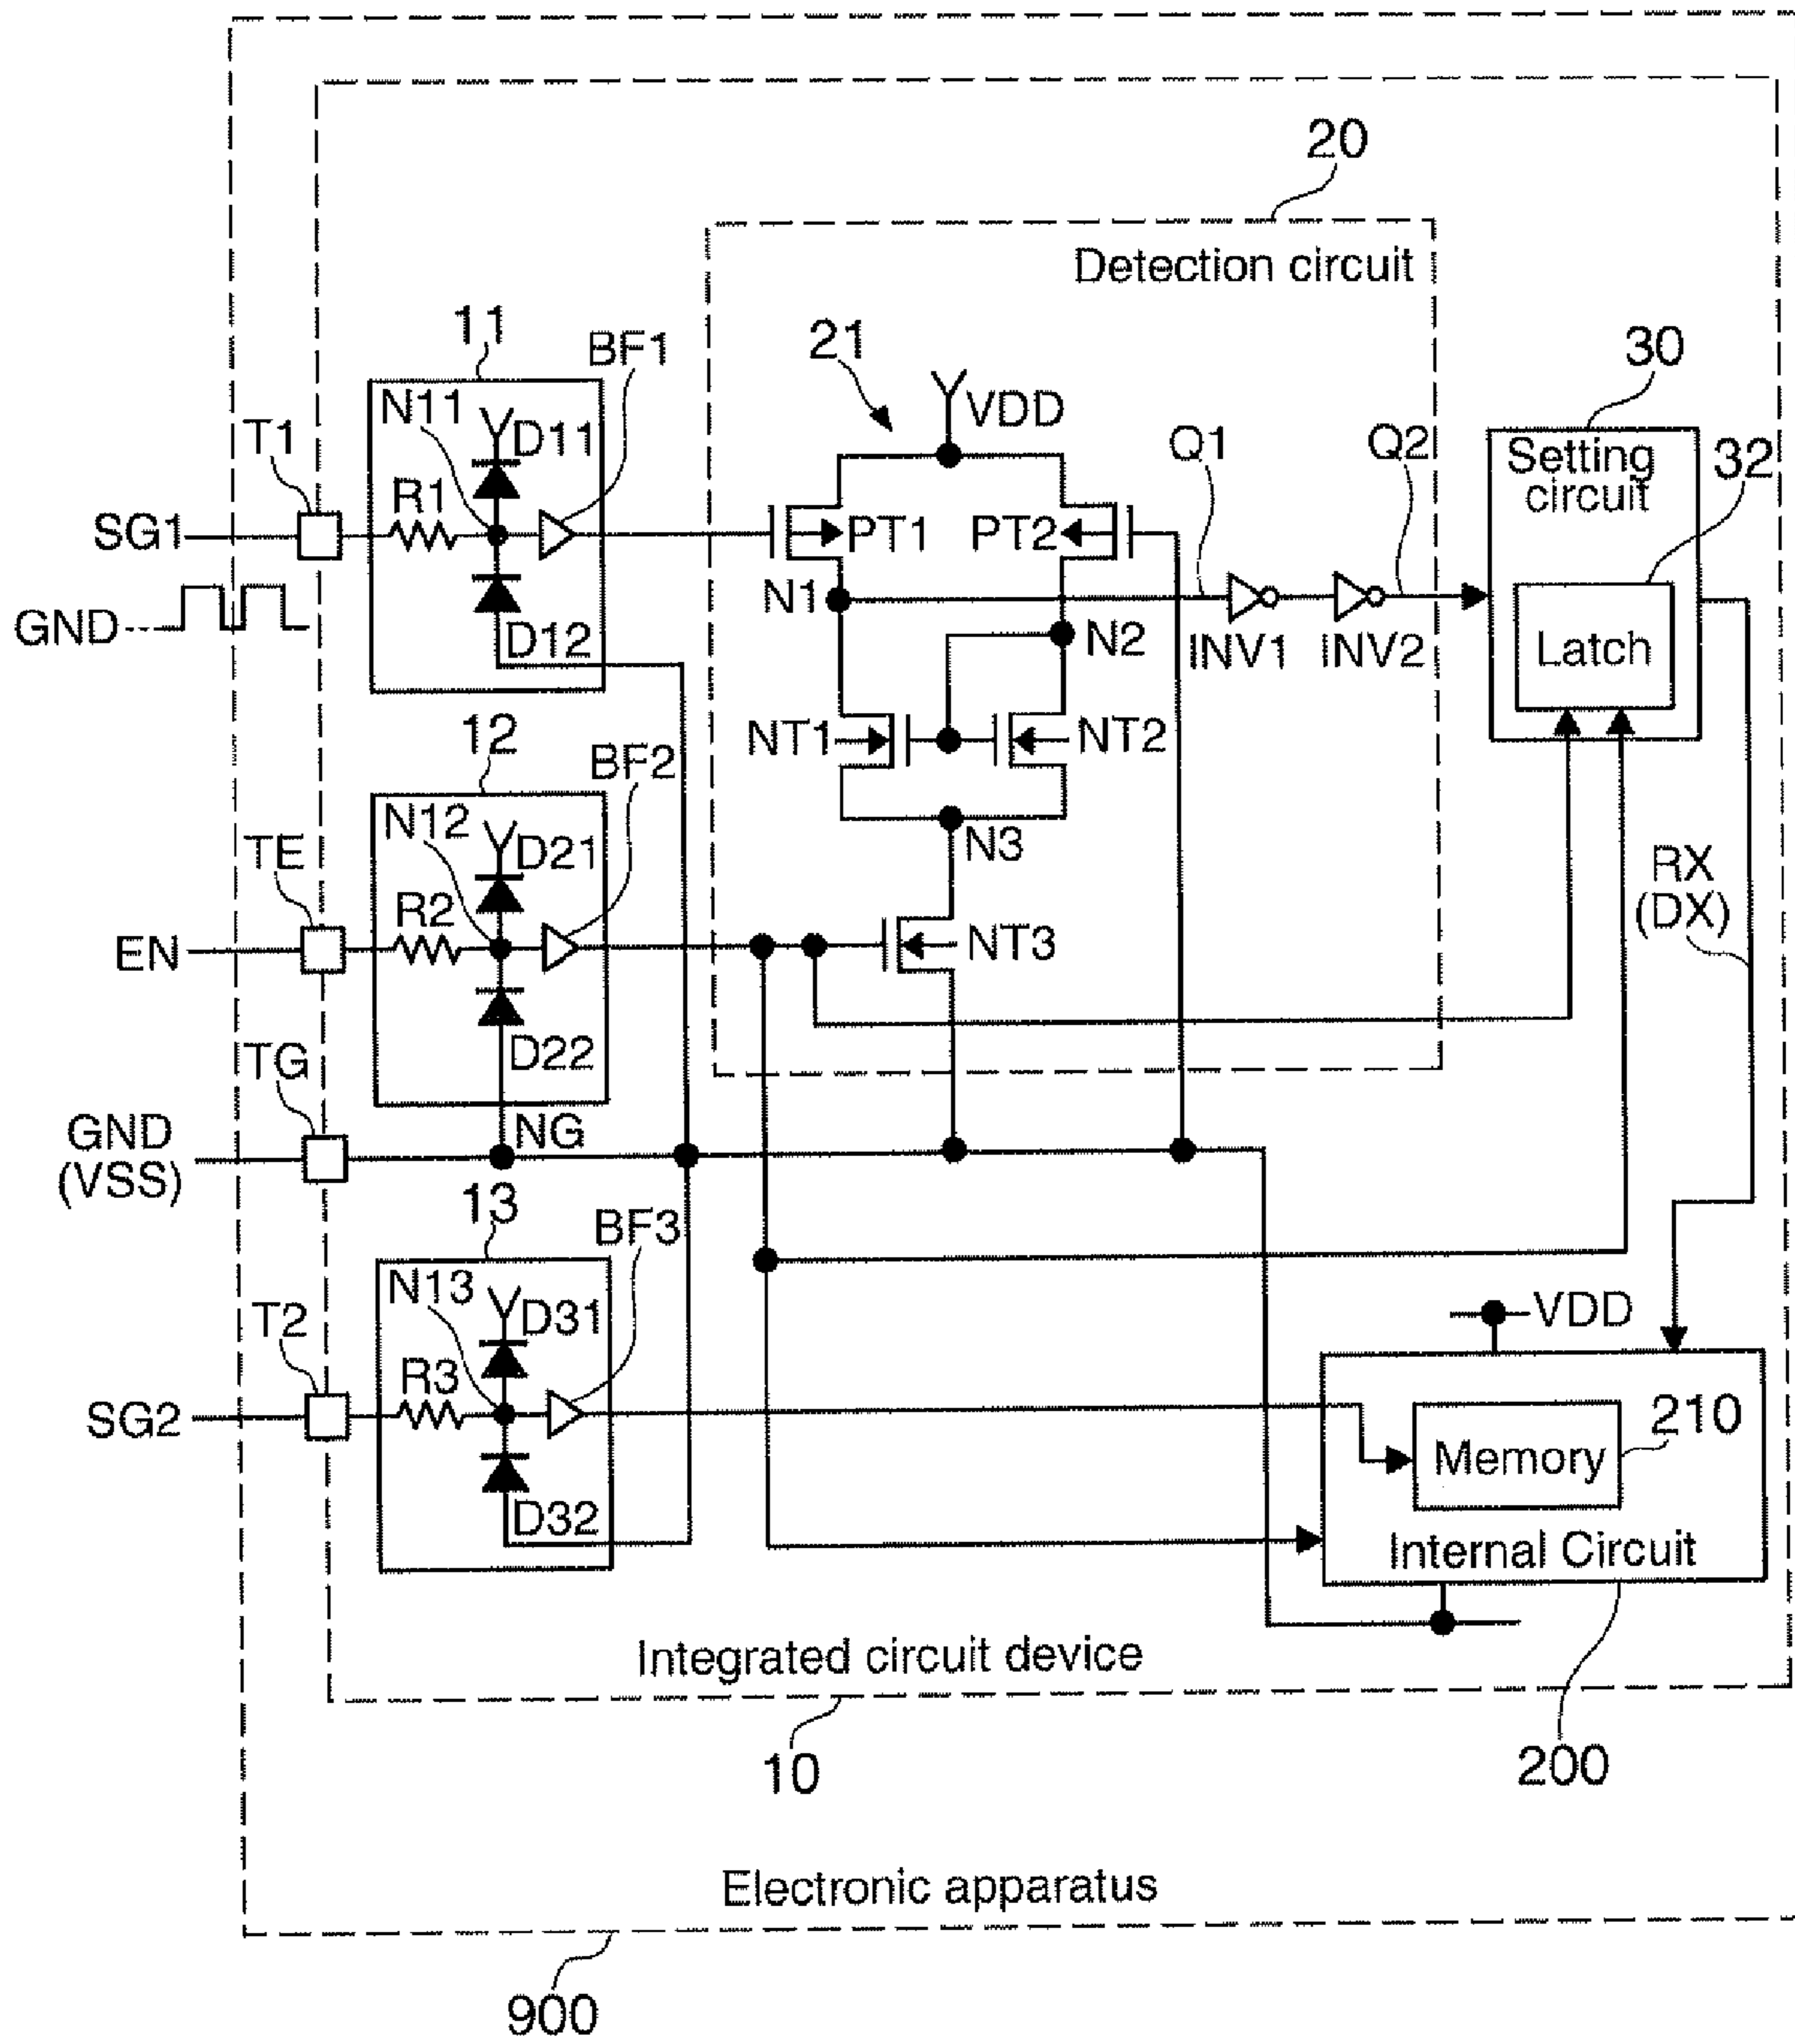 20
Detection circuit
11
BF1
21
30
N11
VDD
T1
D11
Q1
Q2
Setting circuit
32
R1
SG1
PT1
PT2
N1
GND
D12
N2
INV1
INV2
Latch
12
NT1
NT2
BF2
N12
TE
D21
N3
RX
(DX)
R2
EN
NT3
TG
D22
GND
(VSS)
NG
13
BF3
N13
T2
D31
VDD
R3
SG2
210
Memory
D32
Internal Circuit
Integrated circuit device
10
200
Electronic apparatus
900